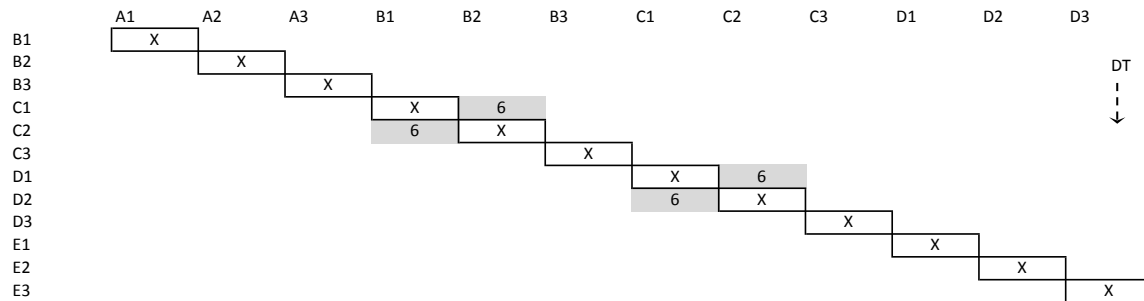 A1 A2 A3 B1 B2 B3 C1 C2 C3 D1 D2 D3
B1 X
B2 X
B3 X
C1 X 6
C2 6 X
C3 X
D1 X 6
D2 6 X
D3 X
E1 X
E2 X
E3 X
DT